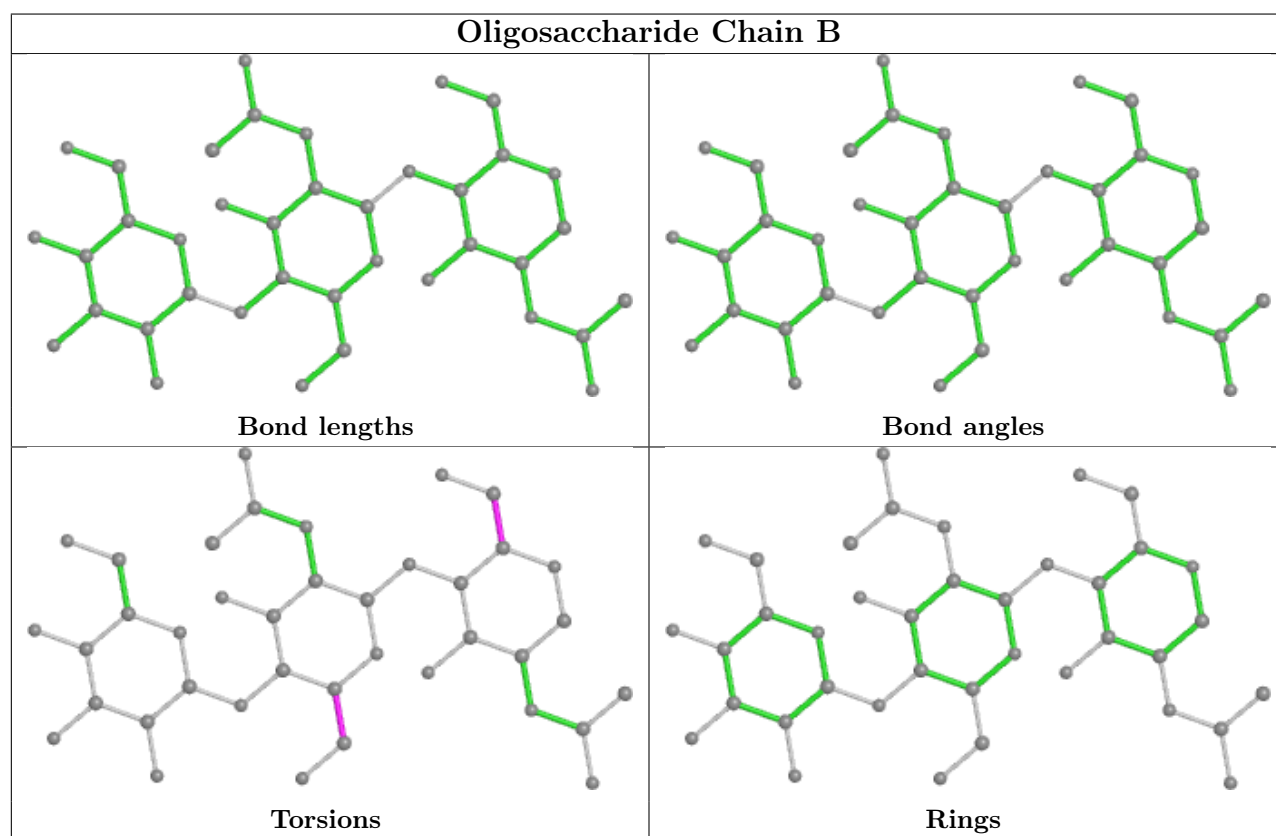 Oligosaccharide Chain B
Bond lengths
Bond angles
Torsions
Rings